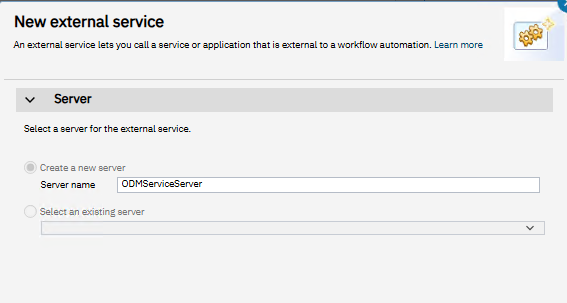 New external service
An external service lets you call a service or application that is external to a workflow automation. Learn more
Server
Select a server for the external service.
Create a new server
Server name ODMServiceServer
Select an existing server